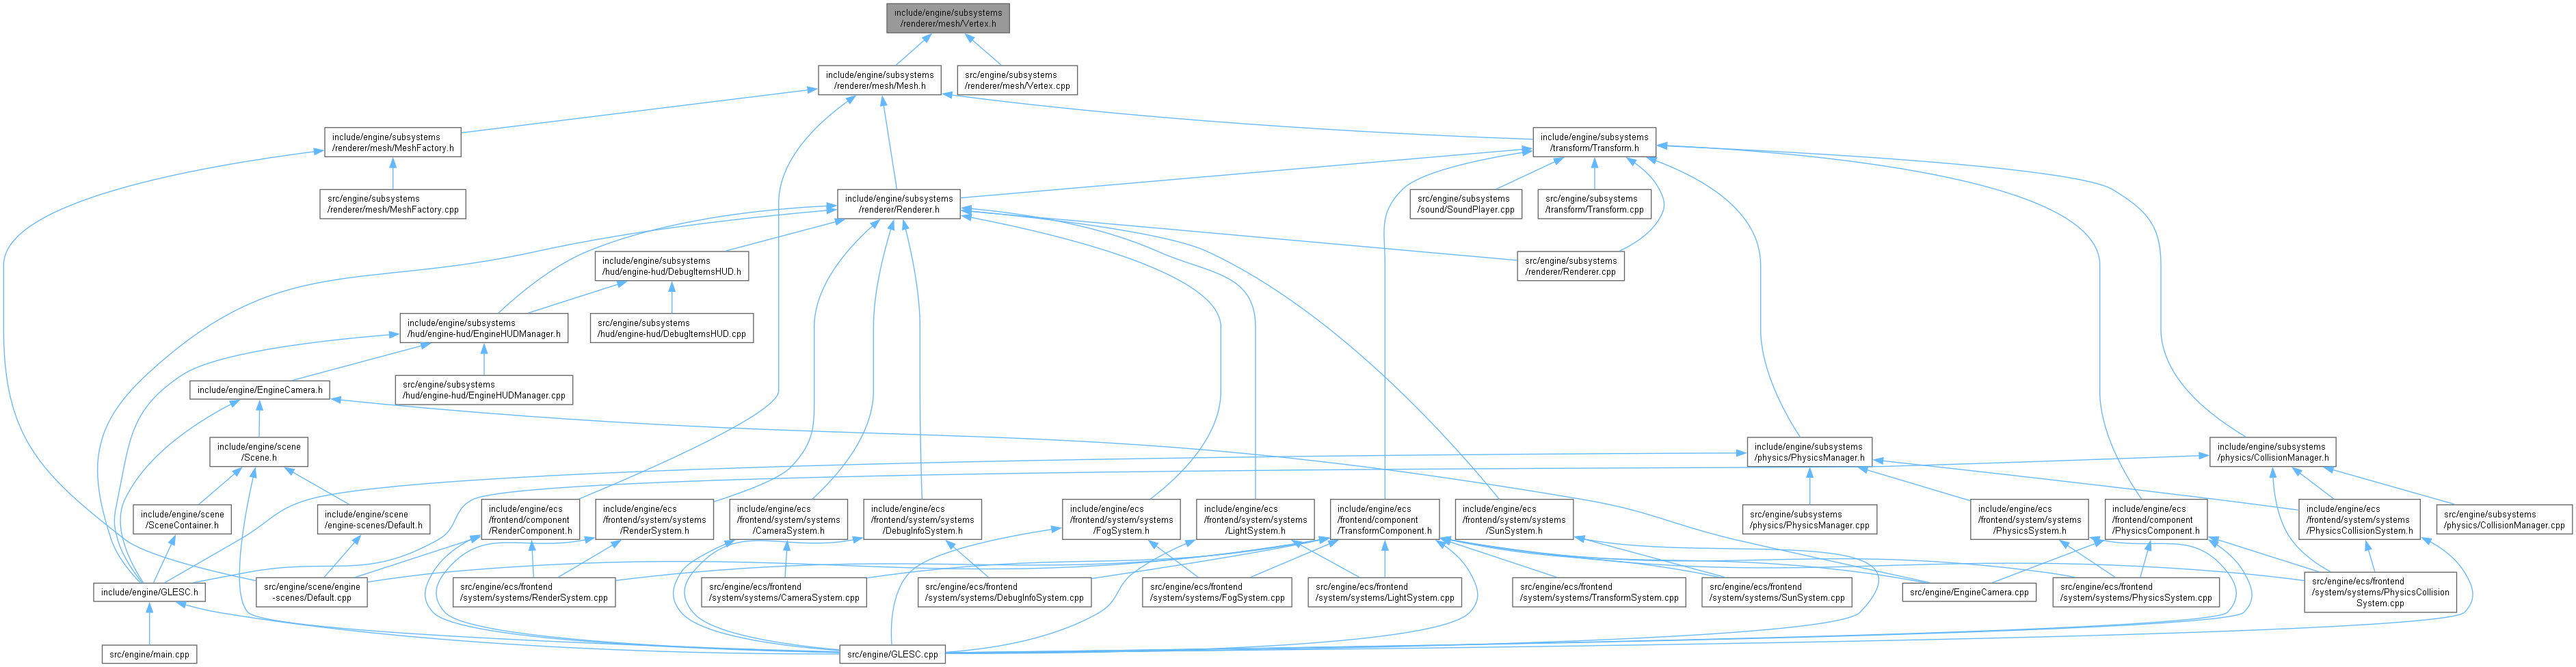 include/engine/subsystems
/renderer/mesh/Vertex.h
include/engine/subsystems
/renderer/mesh/Mesh.h
src/engine/subsystems
/renderer/mesh/Vertex.cpp
include/engine/subsystems
/renderer/mesh/MeshFactory.h
include/engine/subsystems
/transform/Transform.h
src/engine/subsystems
/renderer/mesh/MeshFactory.cpp
include/engine/subsystems
/renderer/Renderer.h
src/engine/subsystems
/sound/SoundPlayer.cpp
src/engine/subsystems
/transform/Transform.cpp
include/engine/subsystems
/hud/engine-hud/DebugItemsHUD.h
src/engine/subsystems
/renderer/Renderer.cpp
include/engine/subsystems
/hud/engine-hud/EngineHUDManager.h
src/engine/subsystems
/hud/engine-hud/DebugItemsHUD.cpp
include/engine/EngineCamera.h
src/engine/subsystems
/hud/engine-hud/EngineHUDManager.cpp
include/engine/scene
/Scene.h
include/engine/subsystems
/physics/PhysicsManager.h
include/engine/subsystems
/physics/CollisionManager.h
include/engine/scene
/SceneContainer.h
include/engine/scene
/engine-scenes/Default.h
include/engine/ecs
/frontend/component
/RenderComponent.h
include/engine/ecs
/frontend/system/systems
/RenderSystem.h
include/engine/ecs
/frontend/system/systems
/CameraSystem.h
include/engine/ecs
/frontend/system/systems
/DebugInfoSystem.h
include/engine/ecs
/frontend/system/systems
/FogSystem.h
include/engine/ecs
/frontend/system/systems
/LightSystem.h
include/engine/ecs
/frontend/component
/TransformComponent.h
include/engine/ecs
/frontend/system/systems
/SunSystem.h
src/engine/subsystems
/physics/PhysicsManager.cpp
include/engine/ecs
/frontend/system/systems
/PhysicsSystem.h
include/engine/ecs
/frontend/component
/PhysicsComponent.h
include/engine/ecs
/frontend/system/systems
/PhysicsCollisionSystem.h
src/engine/subsystems
/physics/CollisionManager.cpp
include/engine/GLESC.h
src/engine/scene/engine
-scenes/Default.cpp
src/engine/ecs/frontend
/system/systems/RenderSystem.cpp
src/engine/ecs/frontend
/system/systems/CameraSystem.cpp
src/engine/ecs/frontend
/system/systems/DebugInfoSystem.cpp
src/engine/ecs/frontend
/system/systems/FogSystem.cpp
src/engine/ecs/frontend
/system/systems/LightSystem.cpp
src/engine/ecs/frontend
/system/systems/TransformSystem.cpp
src/engine/ecs/frontend
/system/systems/SunSystem.cpp
src/engine/EngineCamera.cpp
src/engine/ecs/frontend
/system/systems/PhysicsSystem.cpp
src/engine/ecs/frontend
/system/systems/PhysicsCollision
System.cpp
src/engine/main.cpp
src/engine/GLESC.cpp